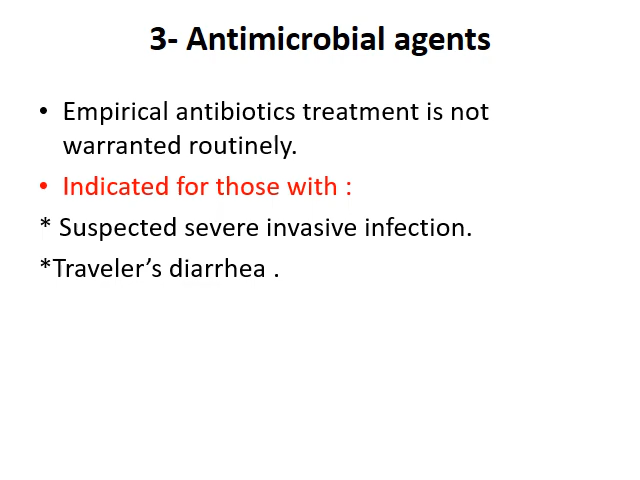 3- Antimicrobial agents
• Empirical antibiotics treatment is not
warranted routinely.
• Indicated for those with :
* Suspected severe invasive infection.
*Traveler’s diarrhea .